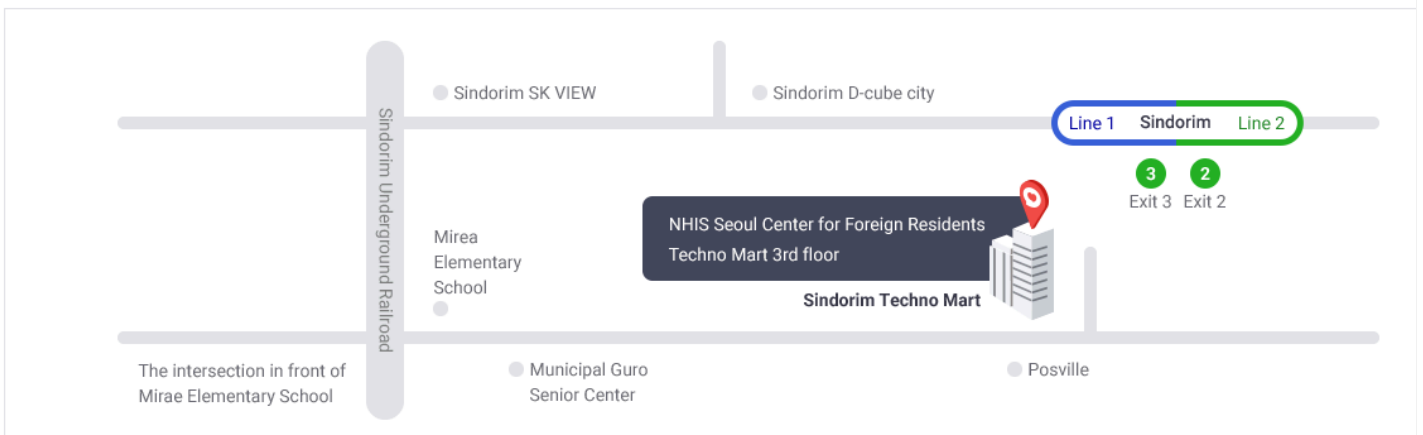 Sindorim SK VIEW
Sindorim D-cube city
Line 1 Sindorim Line 2
3 2
Exit 3 Exit 2
Sindorim Underground Railroad
NHIS Seoul Center for Foreign Residents
Techno Mart 3rd floor
Mirea
Elementary
School
Sindorim Techno Mart
The intersection in front of
Mirae Elementary School
Municipal Guro
Senior Center
Posville